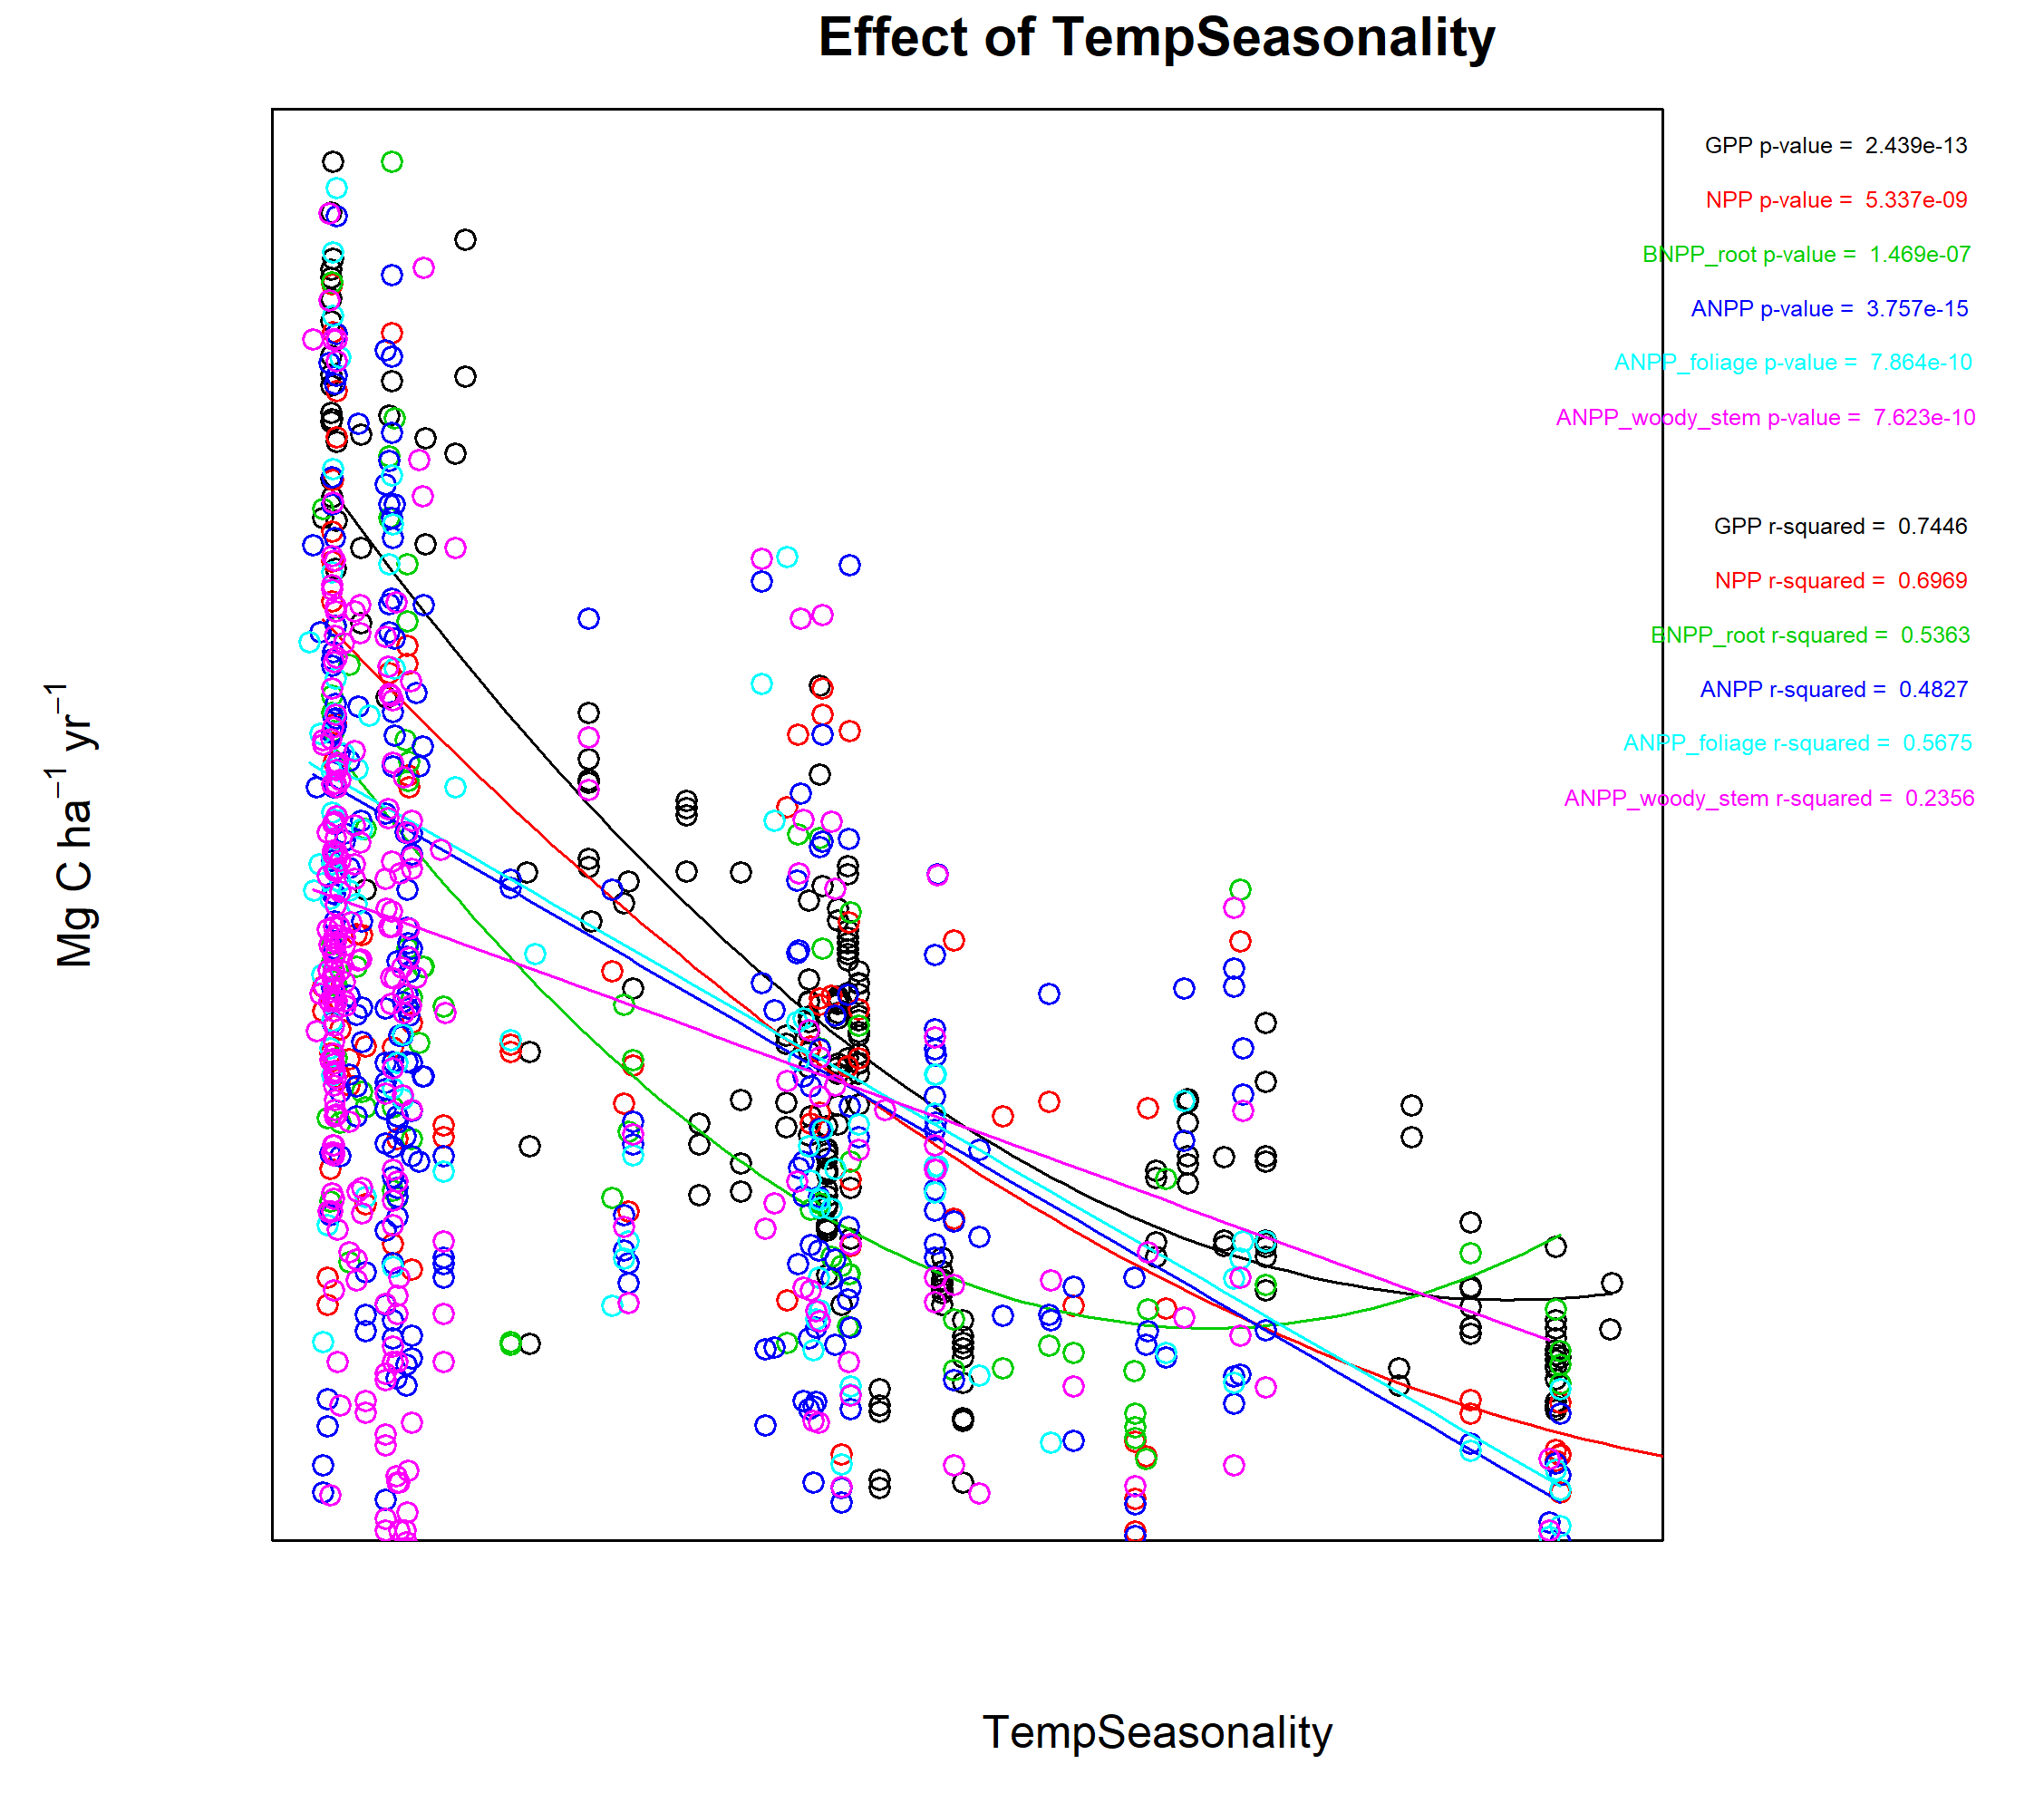 Effect of TempSeasonality
GPP p-value = 2.439e-13
NPP p-value = 5.337e-09
BNPP_root p-value = 1.469e-07
ANPP p-value = 3.757e-15
ANPP_foliage p-value = 7.864e-10
ANPP_woody_stem p-value = 7.623e-10
GPP r-squared = 0.7446
NPP r-squared = 0.6969
BNPP_root r-squared = 0.5363
ANPP r-squared = 0.4827
ANPP_foliage r-squared = 0.5675
ANPP_woody_stem r-squared = 0.2356
Mg C ha⁻¹ yr⁻¹
TempSeasonality